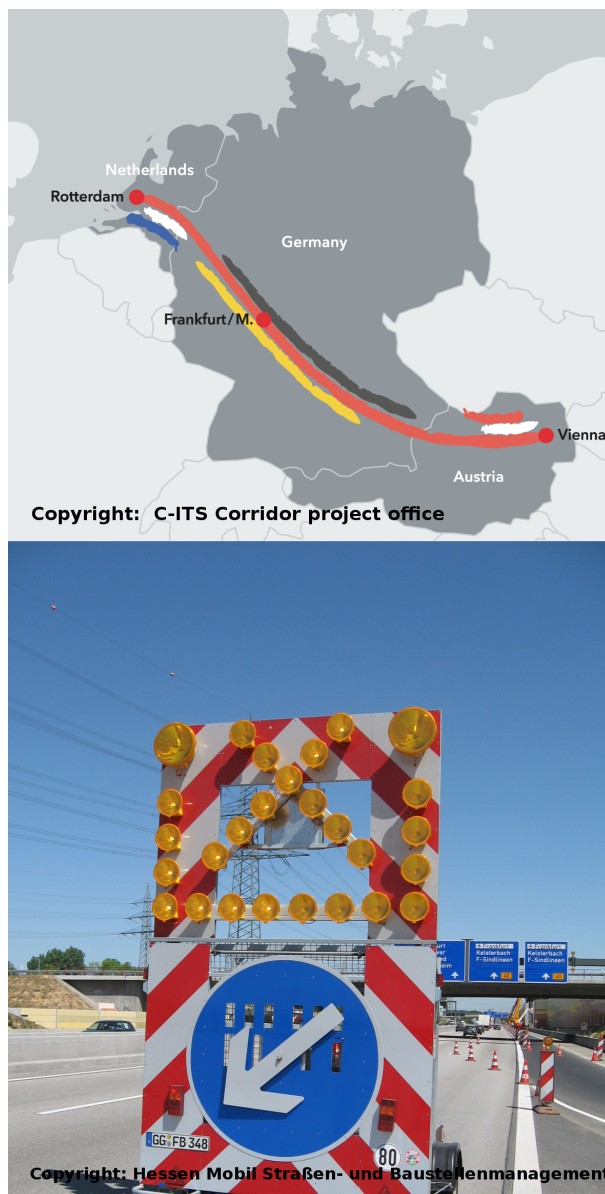 Netherlands
Rotterdam
Germany
Frankfurt/M.
Vienna
Austria
Copyright: C-ITS Corridor project office
Frankfurt
Kelsterbach
F-Sindlingen
Frankfurt
Kelsterbach
F-Sindlingen
GG FB 348
80
Copyright: Hessen Mobil Straßen- und Baustellenmanagement